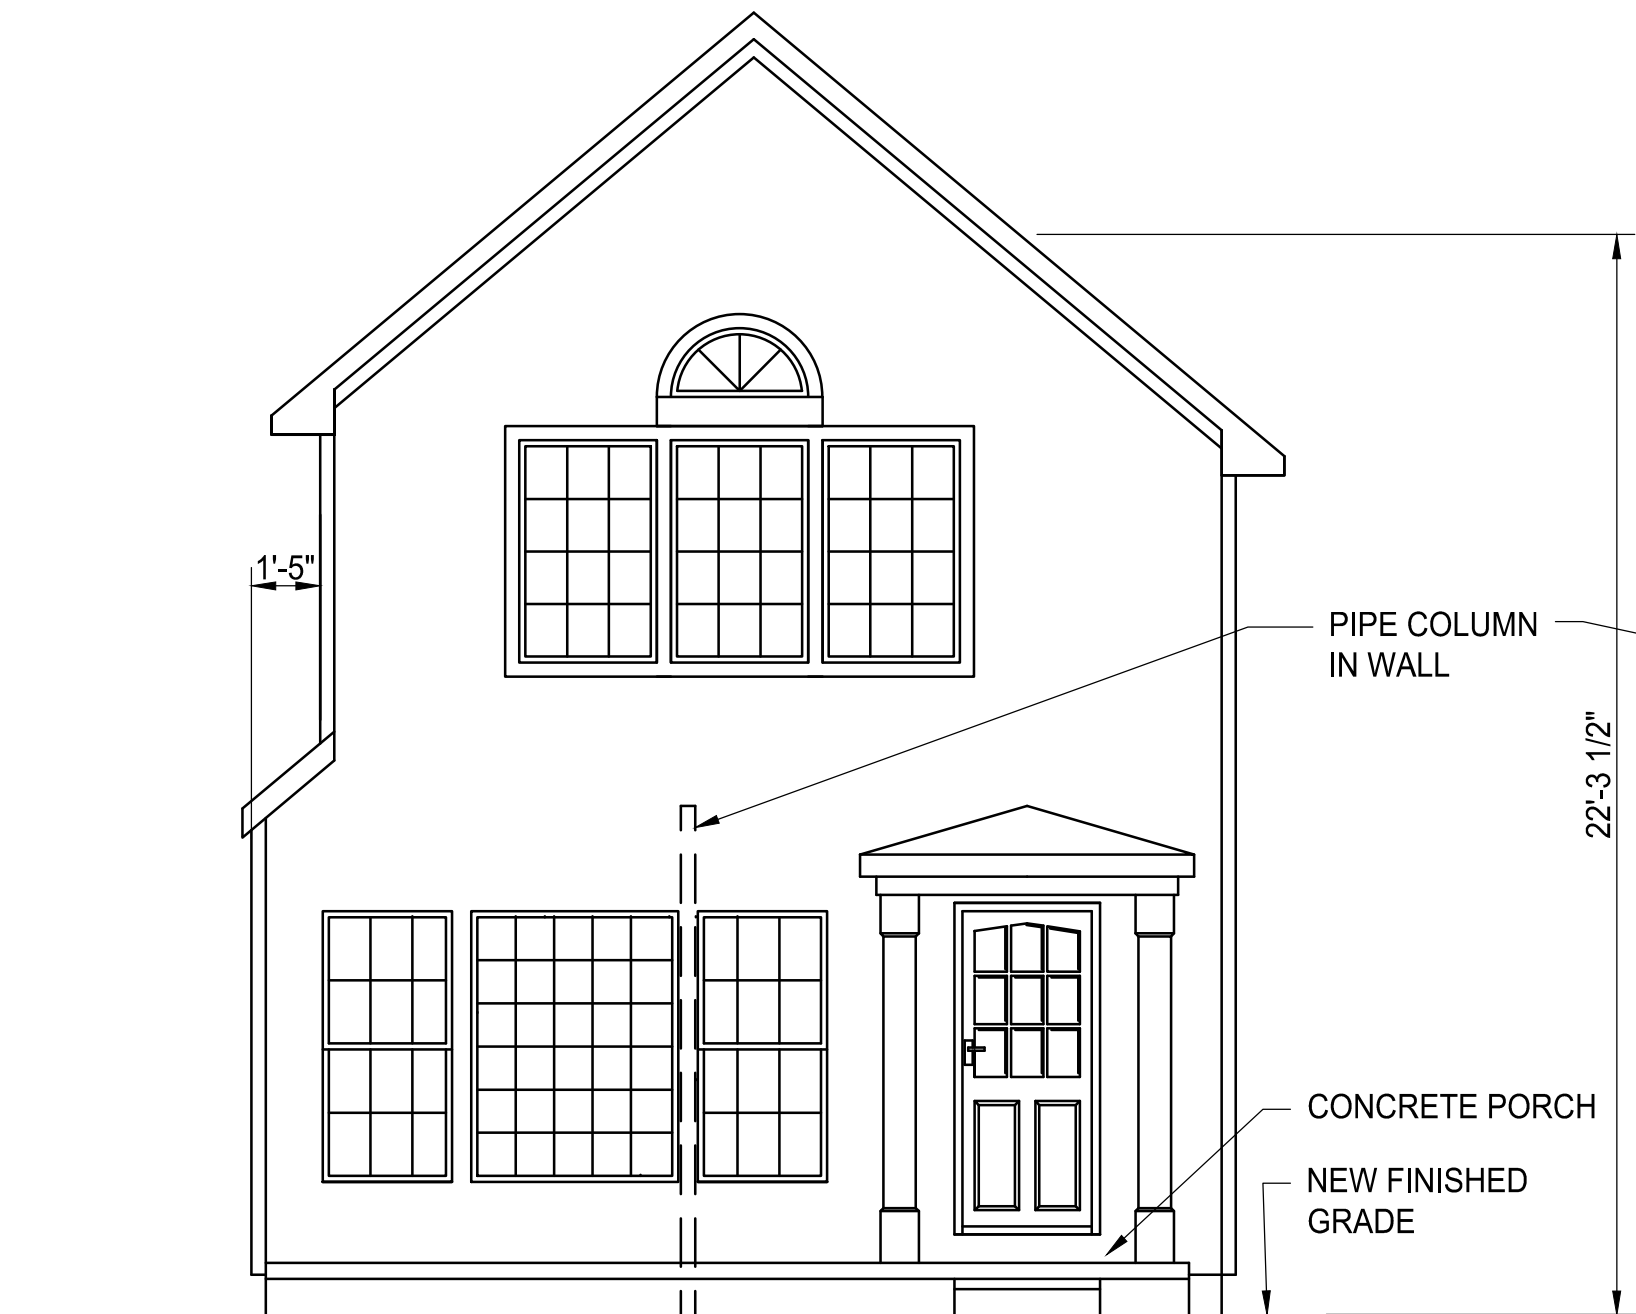 1'-5"
PIPE COLUMN
IN WALL
22'-3 1/2"
CONCRETE PORCH
NEW FINISHED
GRADE